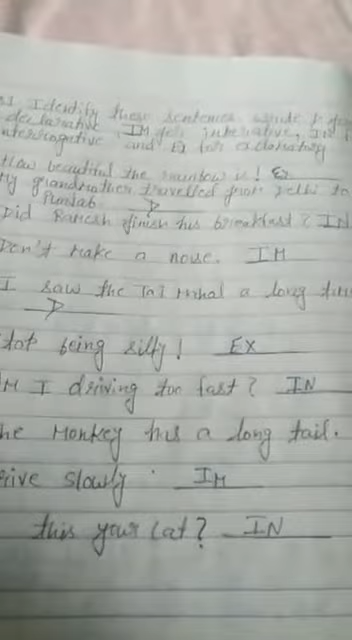 Identify these sentences write D for
declarative, IM for imperative, IN
interrogative and EX for exclamatory
How beautiful the rainbow is! Ex
My grandmother travelled from Delhi to
Punjab D
Did Ramesh finish his breakfast? IN
Don't make a noise. IM
I saw the Taj Mahal a long time
D
Stop being silly! EX
I driving too fast? IN
The Monkey has a long tail.
Slowly. IM
this your cat? IN